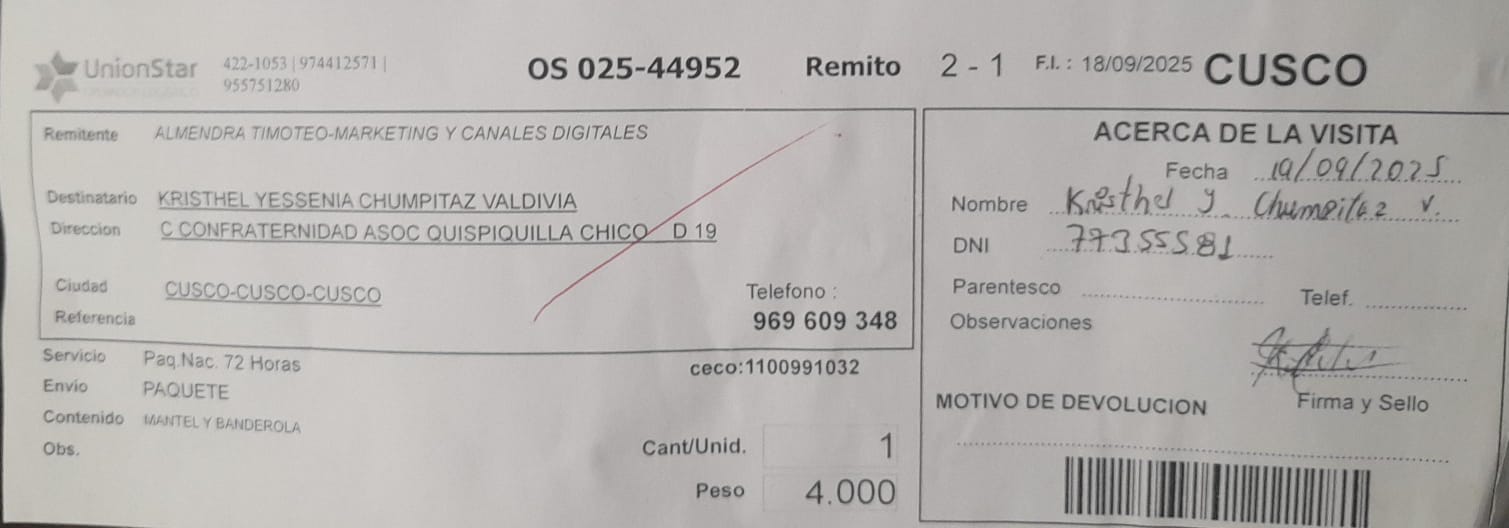 UnionStar 422-1053 | 974412571 | 955751280 OS 025-44952 Remito 2 - 1 F.I. : 18/09/2025 CUSCO
Remitente ALMENDRA TIMOTEO-MARKETING Y CANALES DIGITALES
Destinatario KRISTHEL YESSENIA CHUMPITAZ VALDIVIA
Direccion C CONFRATERNIDAD ASOC QUISPIQUILLA CHICO D 19
Ciudad CUSCO-CUSCO-CUSCO Telefono :
Referencia 969 609 348
Servicio Paq.Nac. 72 Horas ceco:1100991032
Envio PAQUETE
Contenido MANTEL Y BANDEROLA
Obs.
Cant/Unid. 1
Peso 4.000
ACERCA DE LA VISITA
Fecha 19/09/2025
Nombre Kristhel y Chumpitaz V.
DNI 77355581
Parentesco Telef.
Observaciones
Firma y Sello
MOTIVO DE DEVOLUCION